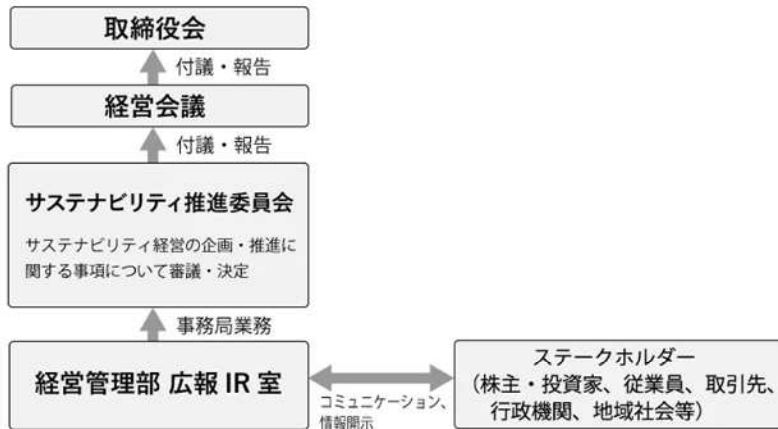 取締役会
付議・報告
経営会議
付議・報告
サステナビリティ推進委員会
サステナビリティ経営の企画・推進に
関する事項について審議・決定
事務局業務
経営管理部 広報 IR 室
コミュニケーション、
情報開示
ステークホルダー
（株主・投資家、従業員、取引先、
行政機関、地域社会等）